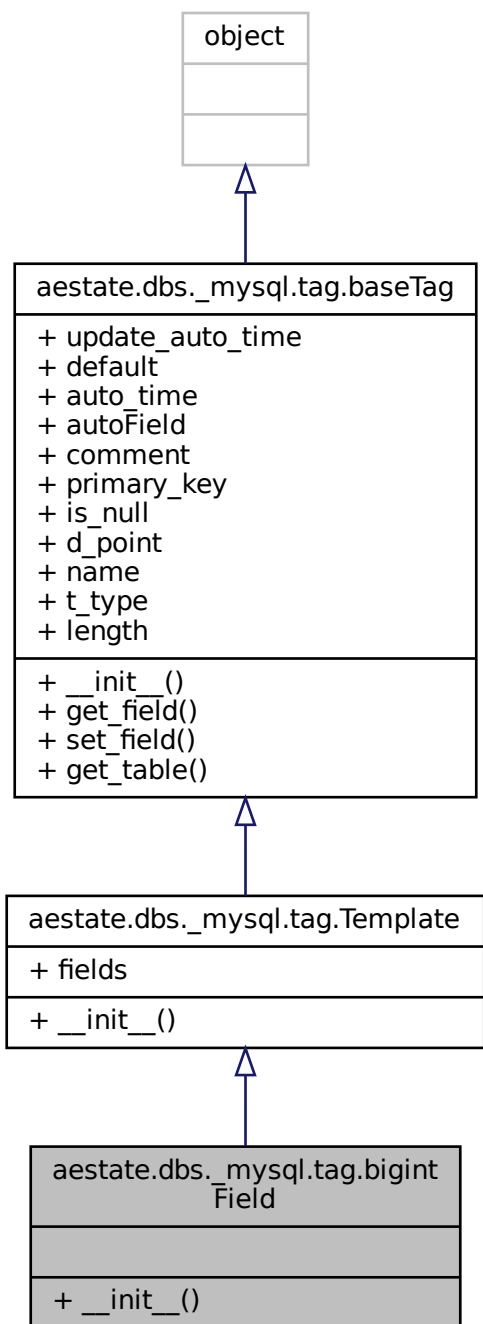 object
aestate.dbs._mysql.tag.baseTag
+ update_auto_time
+ default
+ auto_time
+ autoField
+ comment
+ primary_key
+ is_null
+ d_point
+ name
+ t_type
+ length
+ __init__()
+ get_field()
+ set_field()
+ get_table()
aestate.dbs._mysql.tag.Template
+ fields
+ __init__()
aestate.dbs._mysql.tag.bigint
Field
+ __init__()